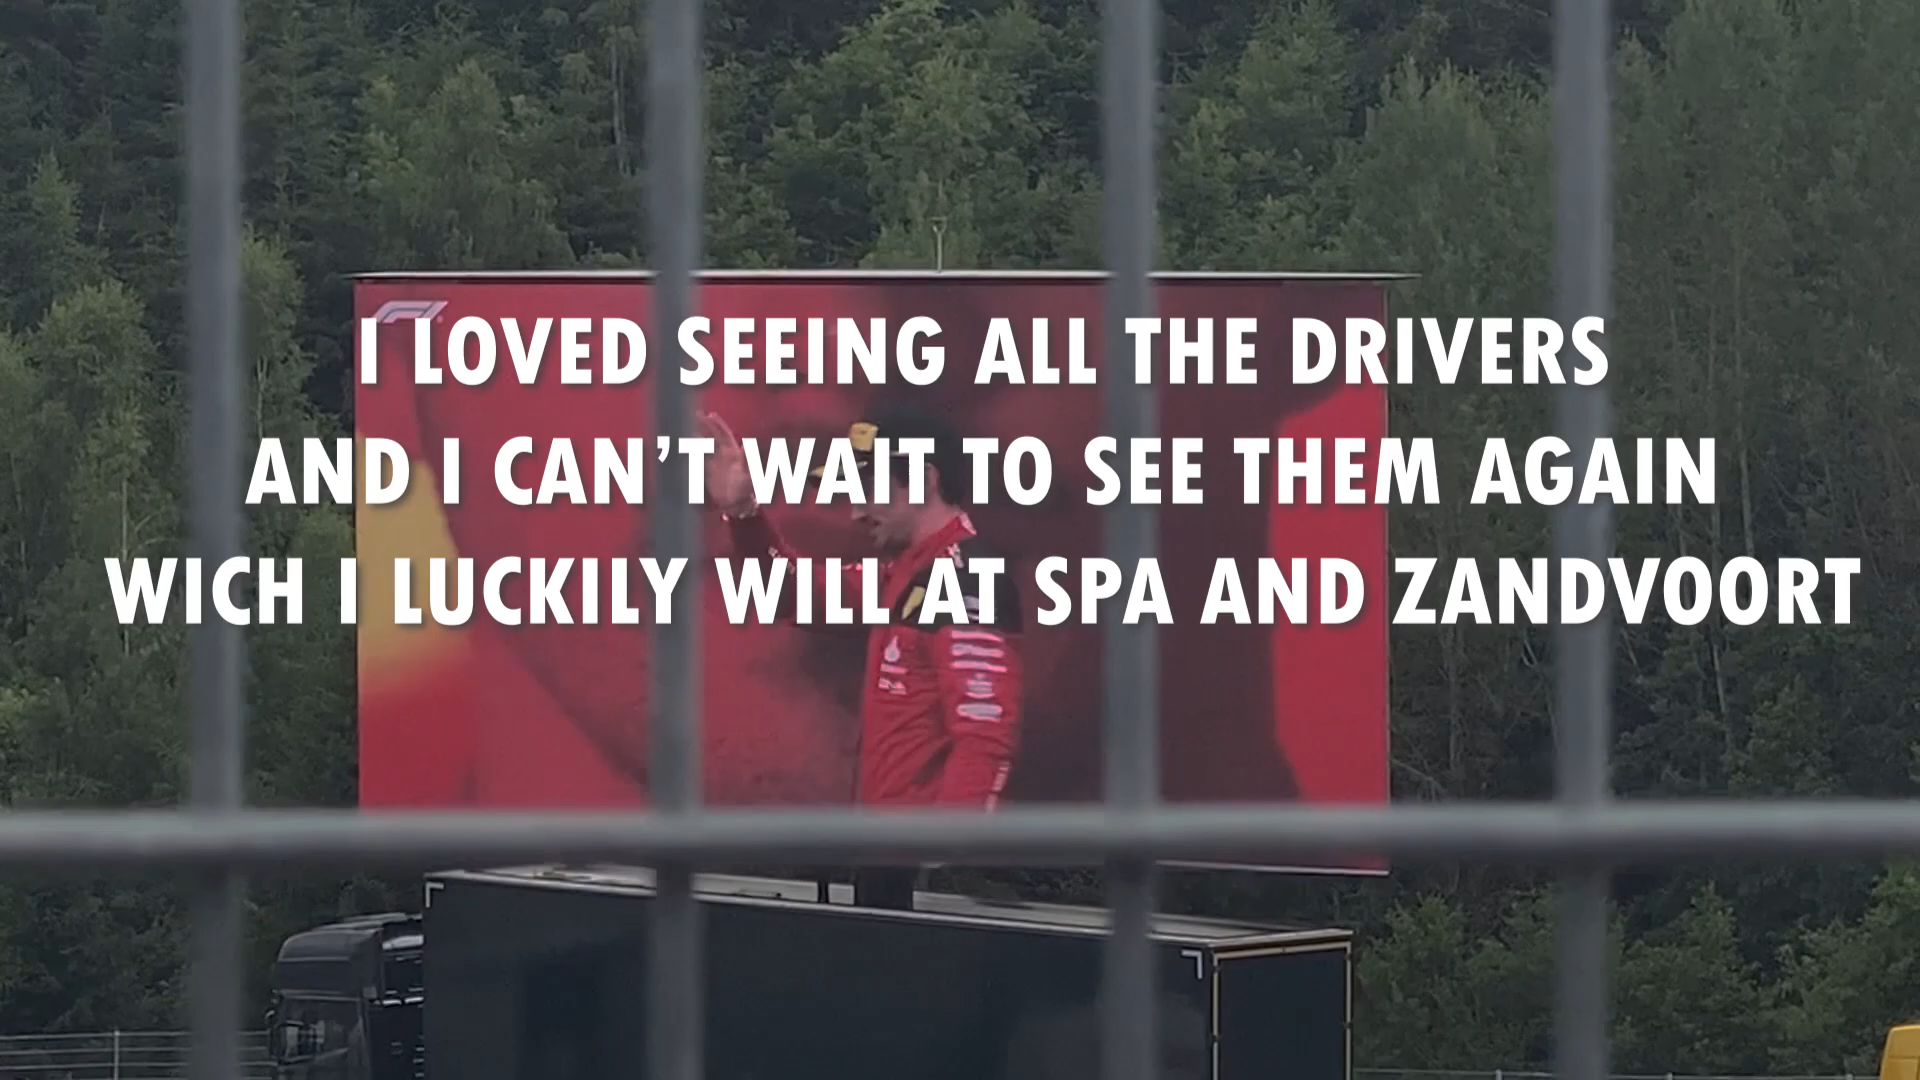 I LOVED SEEING ALL THE DRIVERS
AND I CAN’T WAIT TO SEE THEM AGAIN
WICH I LUCKILY WILL AT SPA AND ZANDVOORT